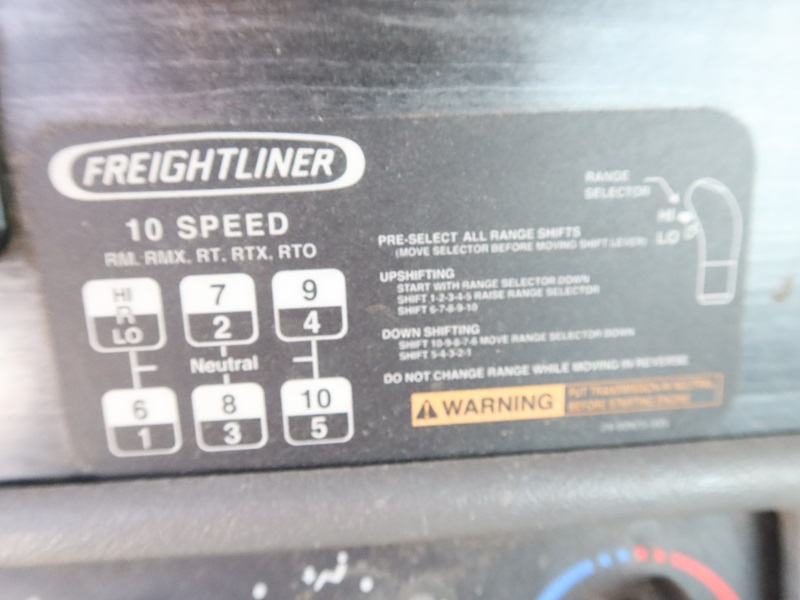 FREIGHTLINER
10 SPEED
RM, RMX, RT, RTX, RTO
HI
R
LO
7
2
9
4
Neutral
6
1
8
3
10
5
RANGE
SELECTOR
HI
LO
PRE-SELECT ALL RANGE SHIFTS
(MOVE SELECTOR BEFORE MOVING SHIFT LEVER)
UPSHIFTING
START WITH RANGE SELECTOR DOWN
SHIFT 1-2-3-4-5 RAISE RANGE SELECTOR
SHIFT 6-7-8-9-10
DOWN SHIFTING
SHIFT 10-9-8-7-6 MOVE RANGE SELECTOR DOWN
SHIFT 5-4-3-2-1
DO NOT CHANGE RANGE WHILE MOVING IN REVERSE
WARNING
PUT TRANSMISSION IN NEUTRAL
BEFORE STARTING ENGINE